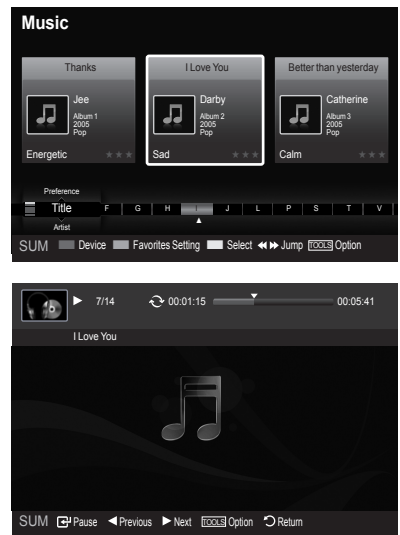 Music
Thanks
I Love You
Better than yesterday
Jee
Album 1
2005
Pop
Energetic
Darby
Album 2
2005
Pop
Sad
Catherine
Album 3
2005
Pop
Calm
Preference
Title F G H I J L P S T V
Artist
SUM Device Favorites Setting Select Jump TOOLS Option
7/14 00:01:15 00:05:41
I Love You
SUM Pause Previous Next TOOLS Option Return